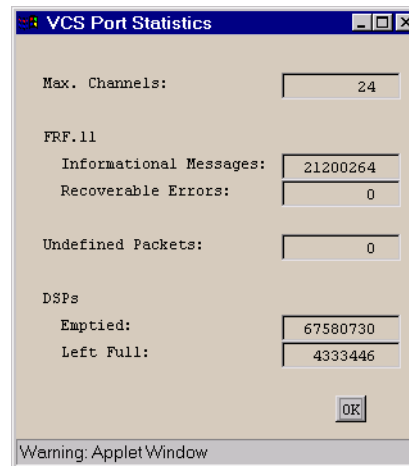 VCS Port Statistics
Max. Channels: 24
FRF.11
Informational Messages: 21200264
Recoverable Errors: 0
Undefined Packets: 0
DSPs
Emptied: 67580730
Left Full: 4333446
OK
Warning: Applet Window